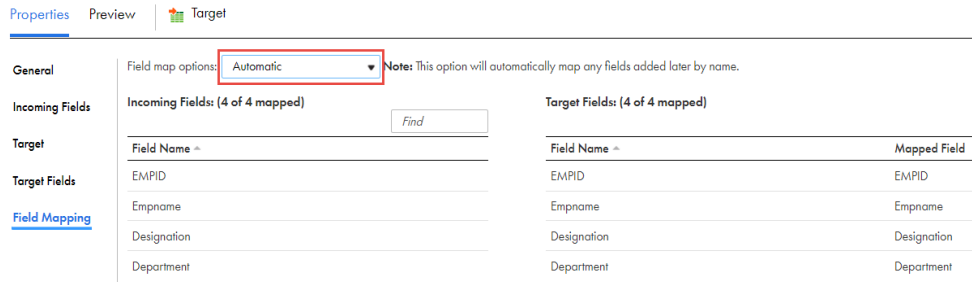 Properties Preview Target
General
Incoming Fields
Target
Target Fields
Field Mapping
Field map options: Automatic Note: This option will automatically map any fields added later by name.
Incoming Fields: (4 of 4 mapped)
Find
Field Name
EMPID
Empname
Designation
Department
Target Fields: (4 of 4 mapped)
Field Name Mapped Field
EMPID EMPID
Empname Empname
Designation Designation
Department Department